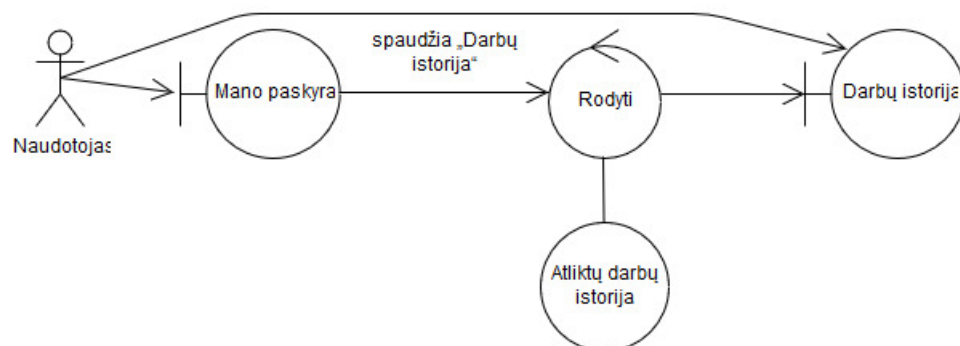 spaudžia „Darbų
istorija“
Mano paskyra
Rodyti
Darbų istorija
Naudotojas
Atliktų darbų
istorija